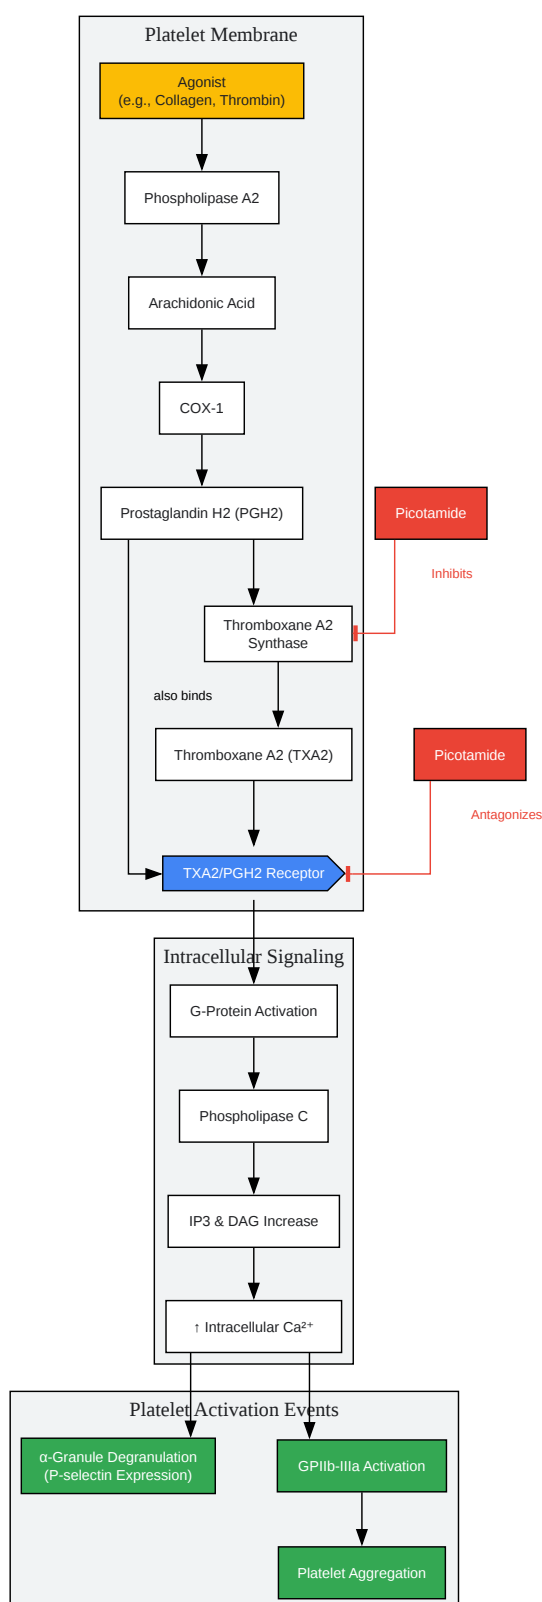 Platelet Membrane
Agonist
(e.g., Collagen, Thrombin)
Phospholipase A2
Arachidonic Acid
COX-1
Prostaglandin H2 (PGH2)
Picotamide
Inhibits
Thromboxane A2
Synthase
also binds
Thromboxane A2 (TXA2)
Picotamide
Antagonizes
TXA2/PGH2 Receptor
Intracellular Signaling
G-Protein Activation
Phospholipase C
IP3 & DAG Increase
↑ Intracellular Ca²⁺
Platelet Activation Events
α-Granule Degranulation
(P-selectin Expression)
GPIIb-IIIa Activation
Platelet Aggregation